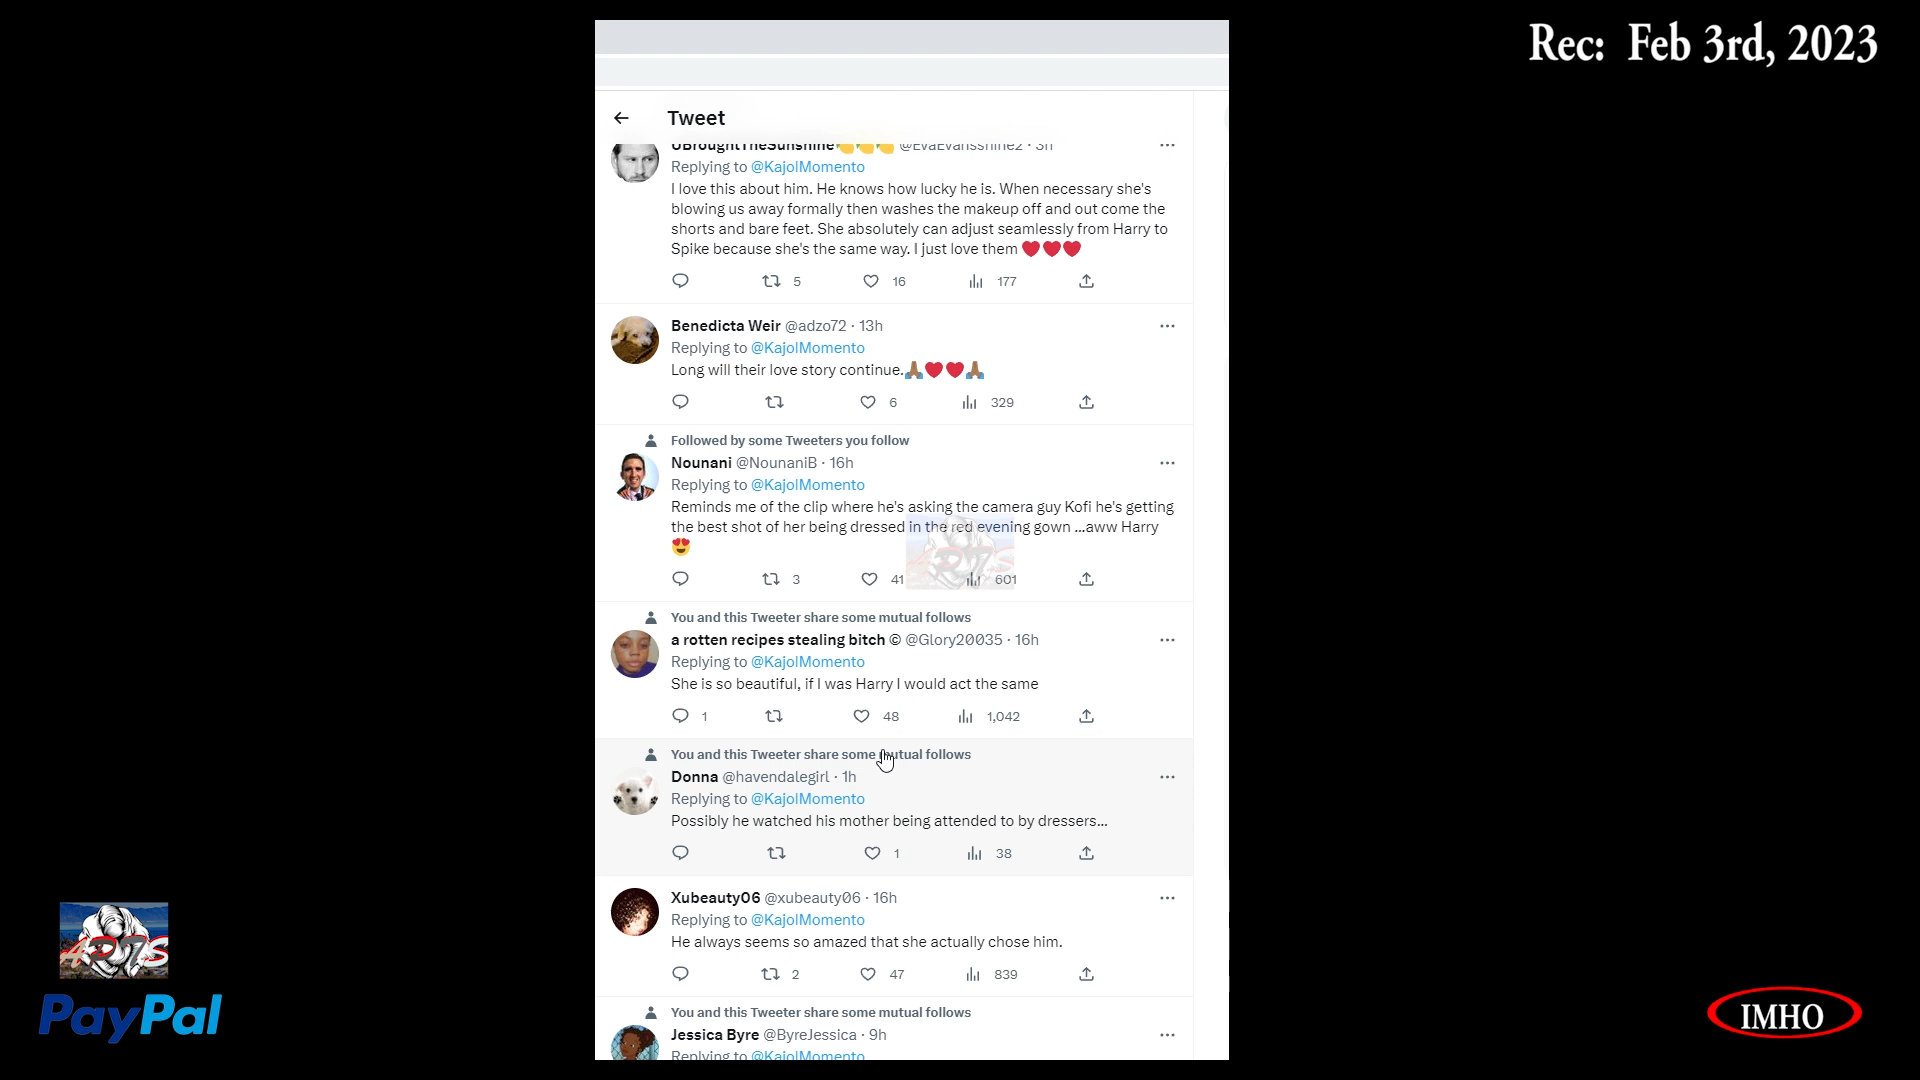 Rec: Feb 3rd, 2023
Tweet
UBroughtTheSunshine @EvaEvansshine2 · 3h
Replying to @KajolMomento
I love this about him. He knows how lucky he is. When necessary she's
blowing us away formally then washes the makeup off and out come the
shorts and bare feet. She absolutely can adjust seamlessly from Harry to
Spike because she's the same way. I just love them ❤️❤️❤️
5 16 177
Benedicta Weir @adzo72 · 13h
Replying to @KajolMomento
Long will their love story continue.🙏🏾❤️❤️🙏🏾
6 329
Followed by some Tweeters you follow
Nounani @NounaniB · 16h
Replying to @KajolMomento
Reminds me of the clip where he's asking the camera guy Kofi he's getting
the best shot of her being dressed in the red evening gown ...aww Harry
😍
3 41 601
You and this Tweeter share some mutual follows
a rotten recipes stealing bitch © @Glory20035 · 16h
Replying to @KajolMomento
She is so beautiful, if I was Harry I would act the same
1 48 1,042
You and this Tweeter share some mutual follows
Donna @havendalegirl · 1h
Replying to @KajolMomento
Possibly he watched his mother being attended to by dressers...
1 38
Xubeauty06 @xubeauty06 · 16h
Replying to @KajolMomento
He always seems so amazed that she actually chose him.
2 47 839
You and this Tweeter share some mutual follows
Jessica Byre @ByreJessica · 9h
Replying to @KajolMomento
PayPal
IMHO